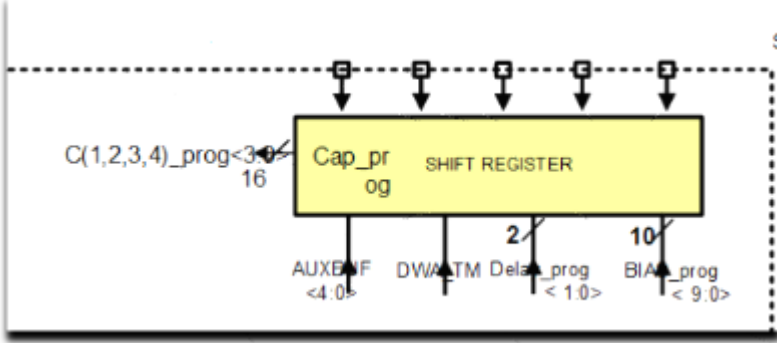 S
C(1,2,3,4)_prog<3:0>
16
Cap_pr
og
SHIFT REGISTER
2
10
AUXBUF
<4:0>
DWA_TM
Delay_prog
< 1:0>
BIAS_prog
< 9:0>